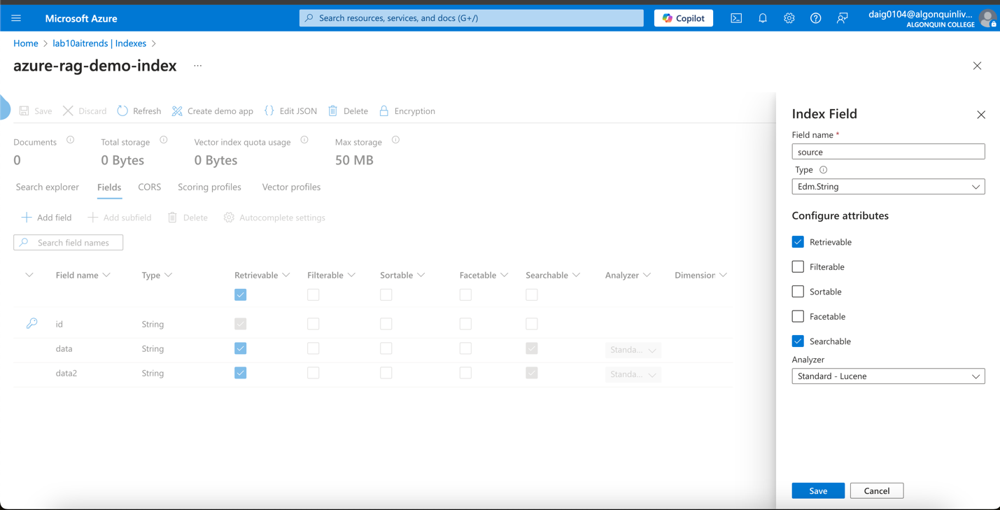 Microsoft Azure
Search resources, services, and docs (G+/)
Copilot
daig0104@algonquinliv...
ALGONQUIN COLLEGE
Home > lab10aitrends | Indexes >
azure-rag-demo-index ...
Save Discard Refresh Create demo app Edit JSON Delete Encryption
Documents Total storage Vector index quota usage Max storage
0 0 Bytes 0 Bytes 50 MB
Search explorer Fields CORS Scoring profiles Vector profiles
Add field Add subfield Delete Autocomplete settings
Search field names
Field name Type Retrievable Filterable Sortable Facetable Searchable Analyzer Dimension
id String
data String Standa...
data2 String Standa...
Index Field
Field name *
source
Type
Edm.String
Configure attributes
Retrievable
Filterable
Sortable
Facetable
Searchable
Analyzer
Standard - Lucene
Save Cancel